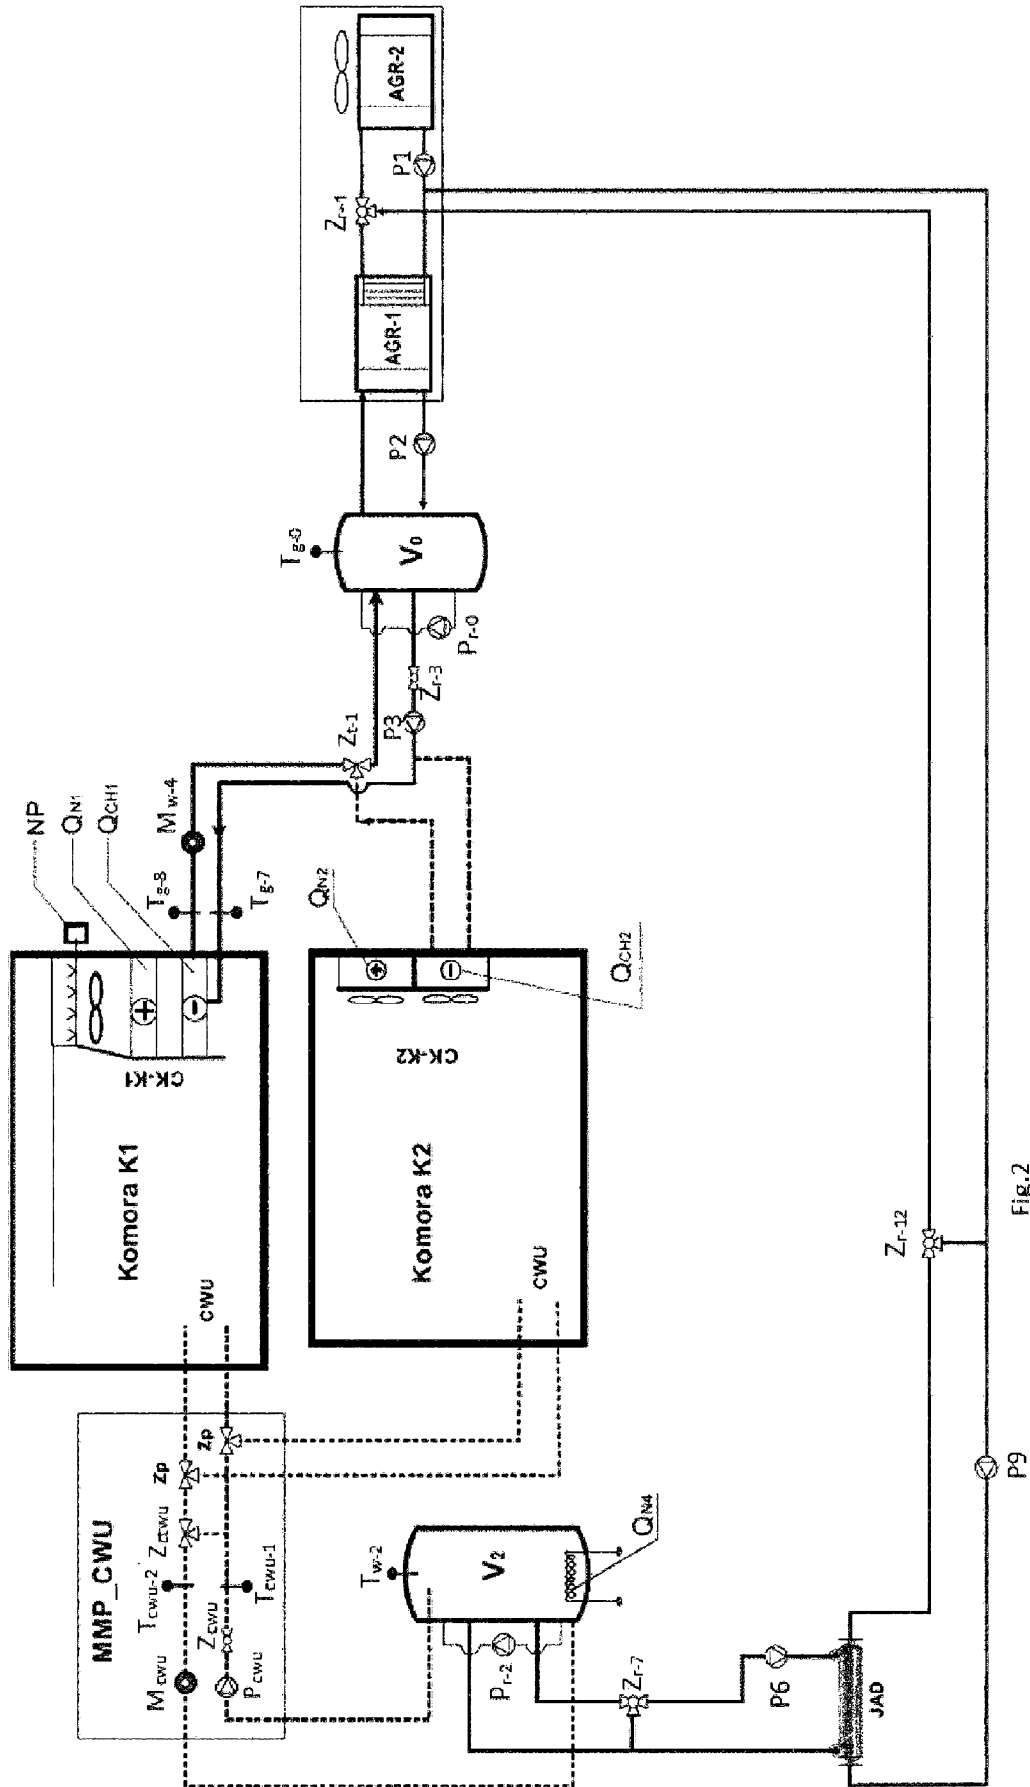 AGR-2
P1
Zr-1
AGR-1
P2
Tg-0
V0
Pr-0
Zr-3
P3
Zt-1
Mw-4
Tg-8
Tg-7
NP
QN1
QCH1
CK-K1
Komora K1
CWU
QN2
QCH2
CK-K2
Komora K2
CWU
MMP_CWU
Zp
Zp
Zcwu
Tcwu-2
Tcwu-1
Zcwu
Mcwu
Pcwu
Tw-2
V2
QN4
Pr-2
Zr-7
P6
JAD
Zr-12
P9
Fig.2